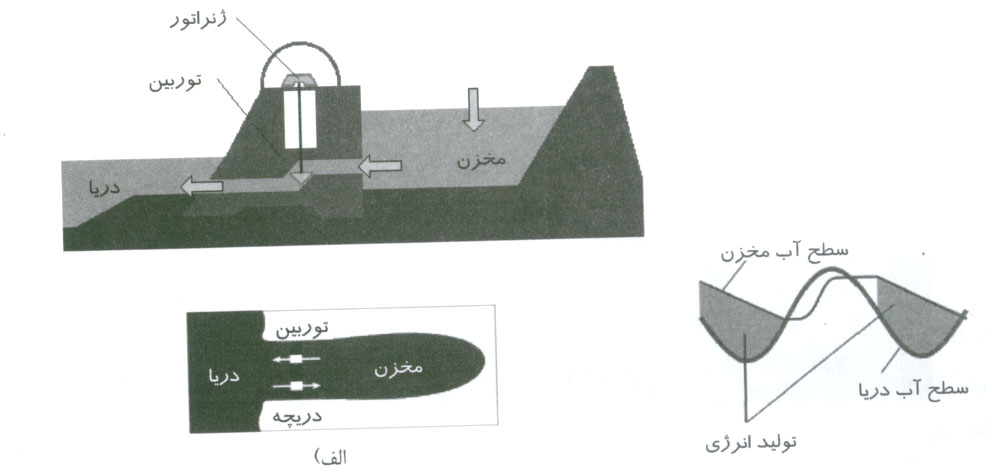 ژنراتور
توربین
مخزن
دریا
سطح آب مخزن
توربین
دریا
مخزن
دریچه
سطح آب دریا
تولید انرژی
الف)